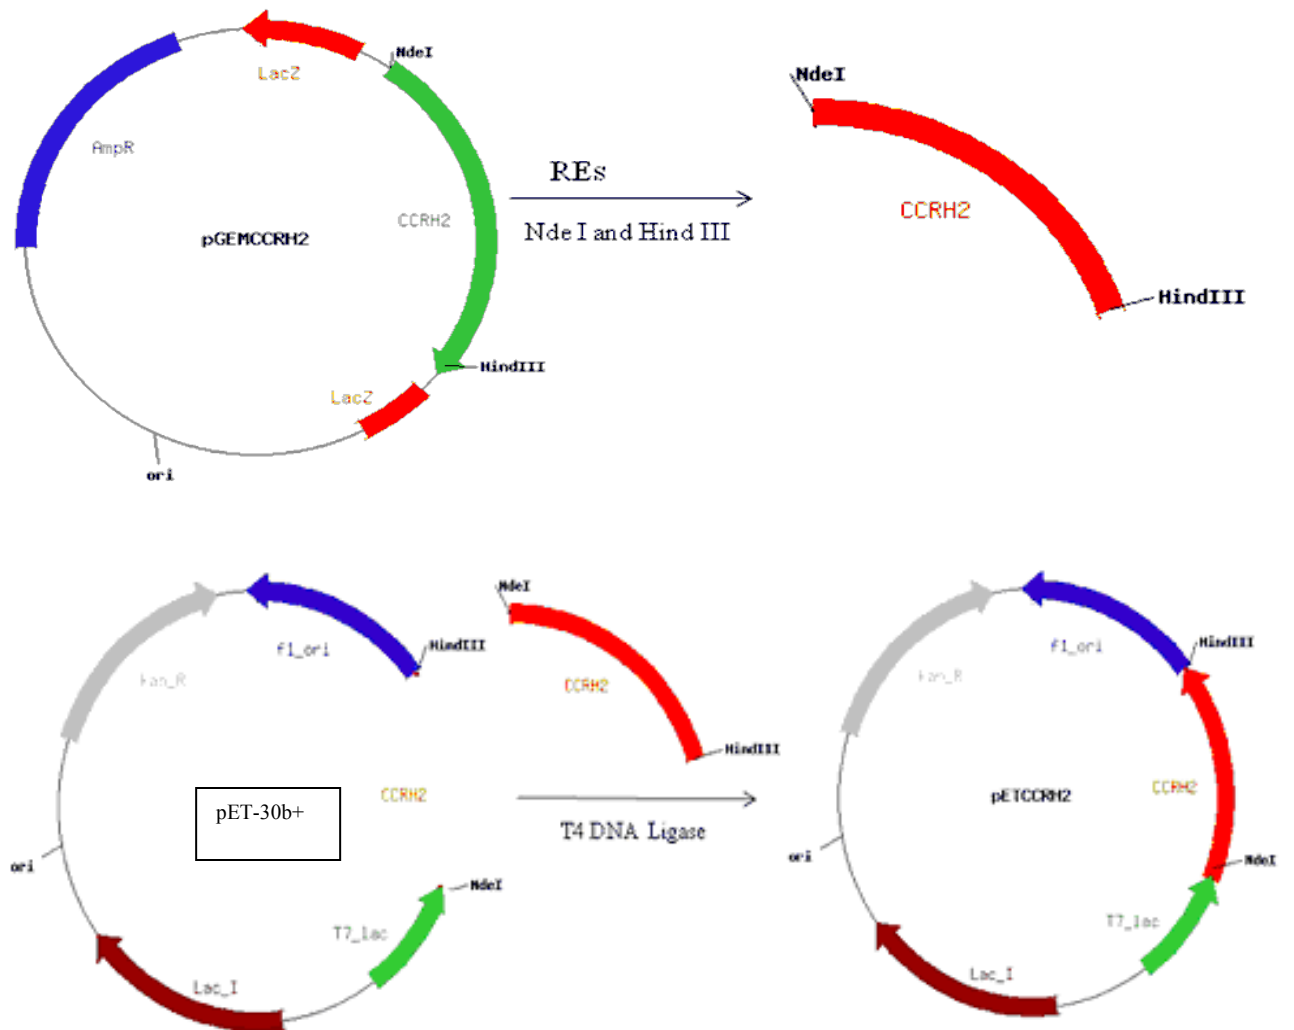 LacZ
NdeI
AmpR
CCRH2
pGEMCCRH2
HindIII
LacZ
ori
REs
Nde I and Hind III
NdeI
CCRH2
HindIII
f1_ori
HindIII
Kan_R
CCRH2
pET-30b+
ori
NdeI
T7_lac
Lac_I
NdeI
CCRH2
HindIII
T4 DNA Ligase
f1_ori
HindIII
Kan_R
pETCCRH2
CCRH2
ori
NdeI
T7_lac
Lac_I